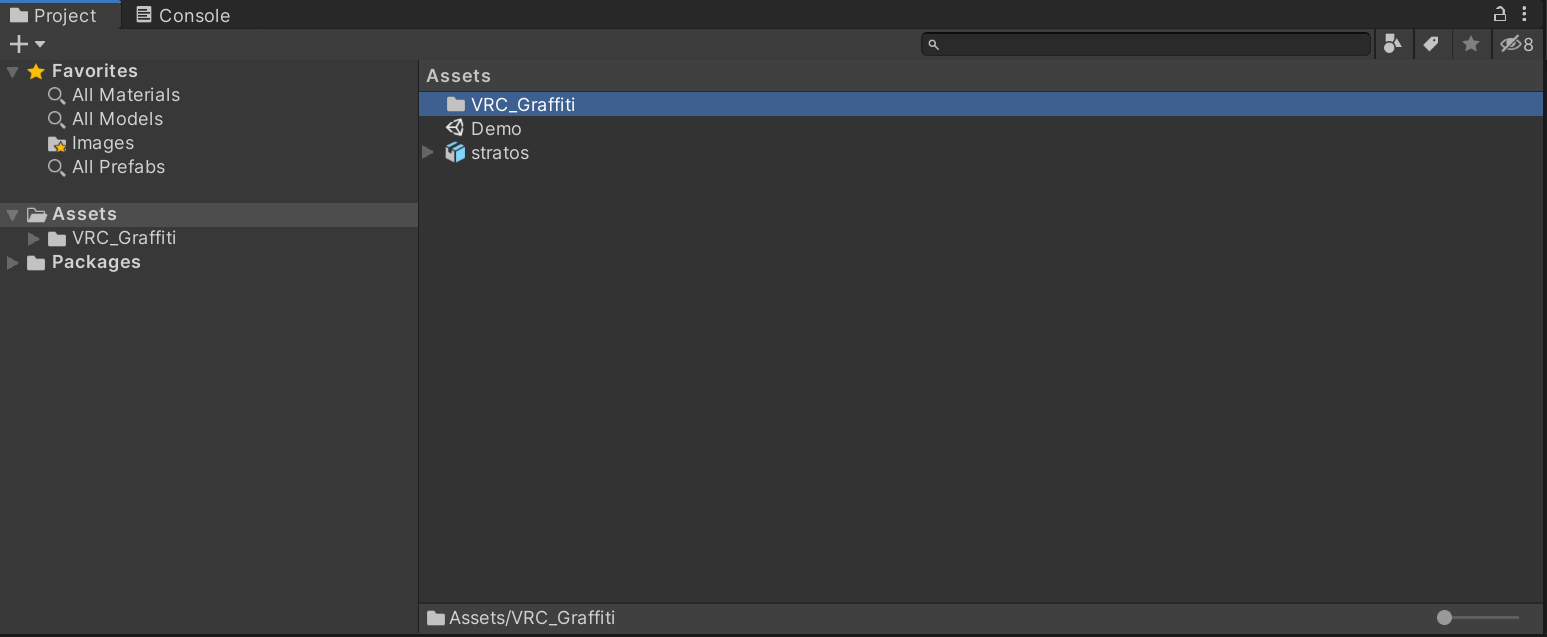 Project Console
8
Favorites
All Materials
All Models
Images
All Prefabs
Assets
VRC_Graffiti
Packages
Assets
VRC_Graffiti
Demo
stratos
Assets/VRC_Graffiti